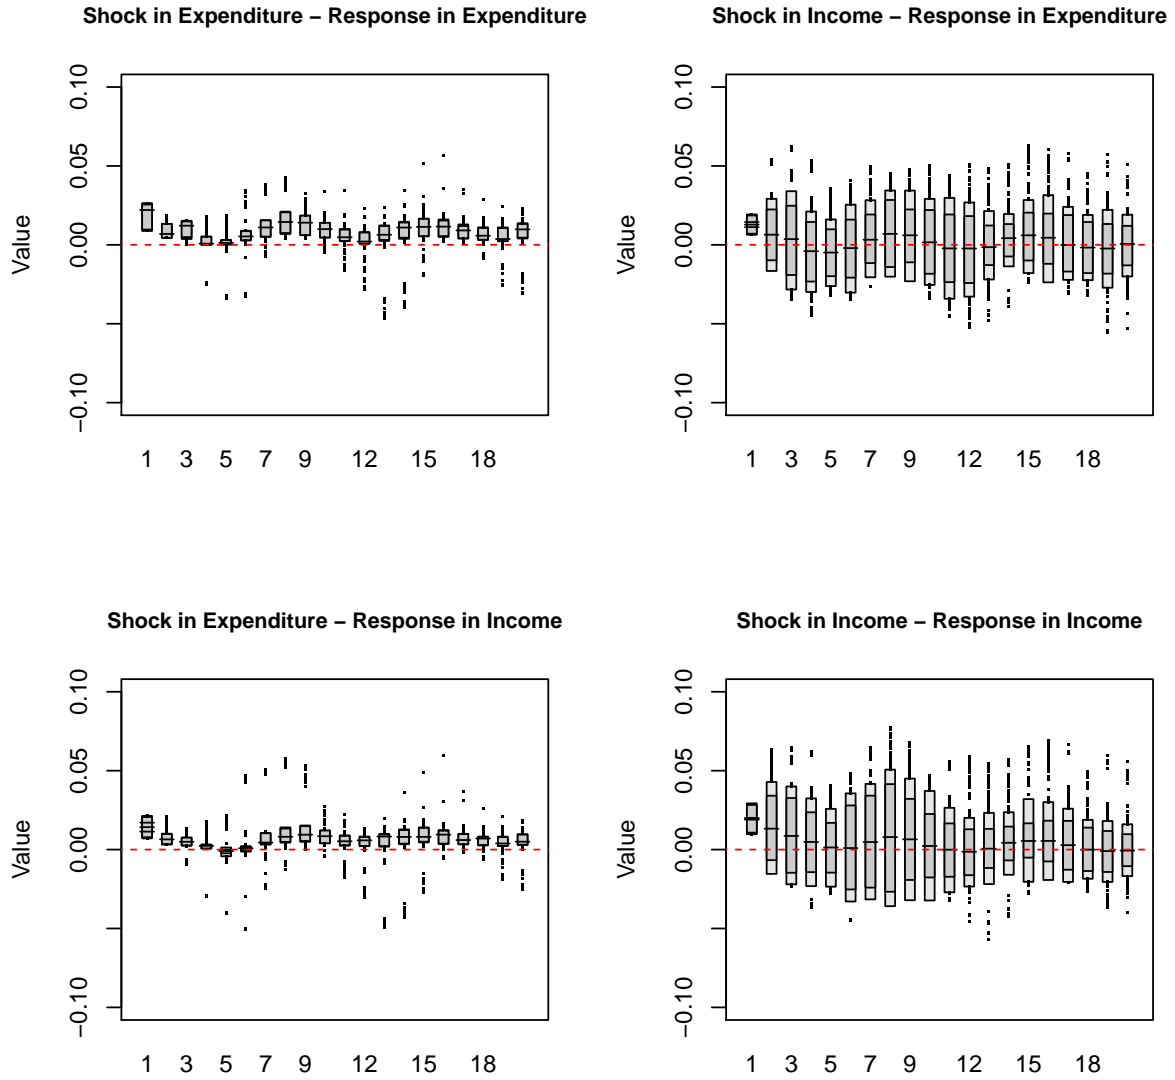 Shock in Expenditure − Response in Expenditure
Value
0.10
0.05
0.00
−0.10
1 3 5 7 9 12 15 18
Shock in Income − Response in Expenditure
Value
0.10
0.05
0.00
−0.10
1 3 5 7 9 12 15 18
Shock in Expenditure − Response in Income
Value
0.10
0.05
0.00
−0.10
1 3 5 7 9 12 15 18
Shock in Income − Response in Income
Value
0.10
0.05
0.00
−0.10
1 3 5 7 9 12 15 18